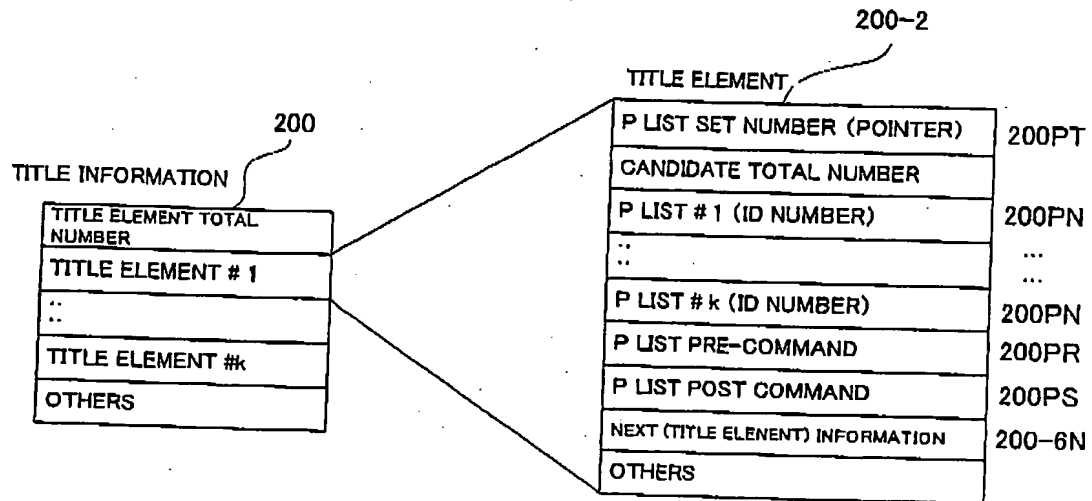 200-2
TITLE ELEMENT
200
P LIST SET NUMBER (POINTER)
200PT
TITLE INFORMATION
CANDIDATE TOTAL NUMBER
TITLE ELEMENT TOTAL
NUMBER
P LIST #1 (ID NUMBER)
200PN
TITLE ELEMENT # 1
::
...
...
::
P LIST #k (ID NUMBER)
200PN
TITLE ELEMENT #k
P LIST PRE-COMMAND
200PR
OTHERS
P LIST POST COMMAND
200PS
NEXT (TITLE ELENENT) INFORMATION
200-6N
OTHERS